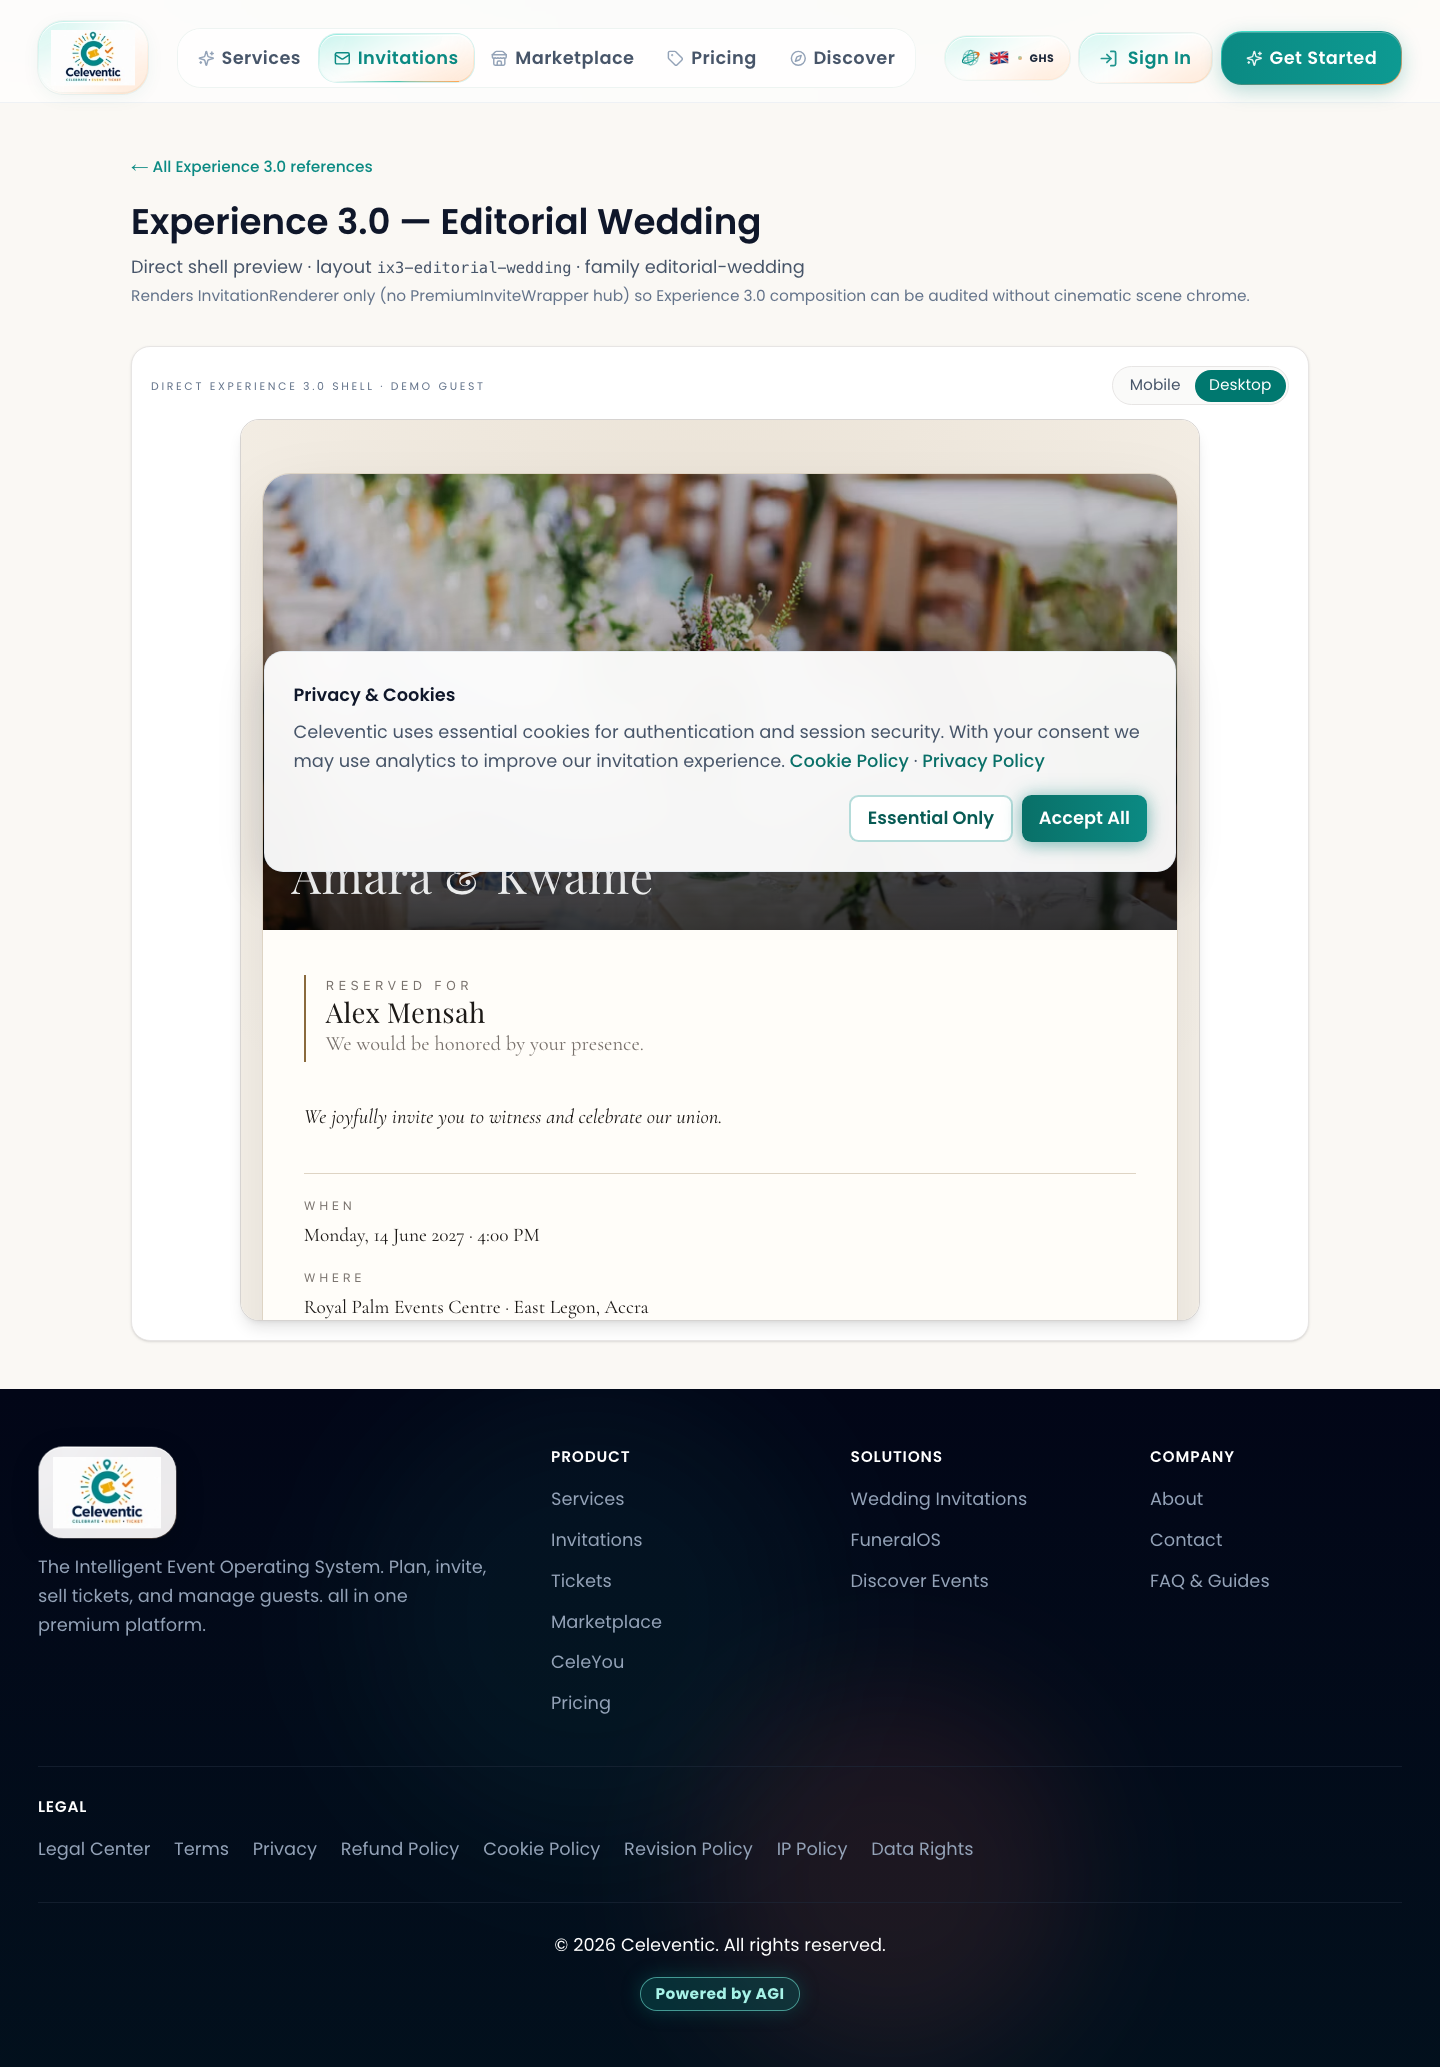 Celeventic
CELEBRATE • EVENT • TICKET
Services
Invitations
Marketplace
Pricing
Discover
GHS
Sign In
Get Started
← All Experience 3.0 references
Experience 3.0 — Editorial Wedding
Direct shell preview · layout ix3-editorial-wedding · family editorial-wedding
Renders InvitationRenderer only (no PremiumInviteWrapper hub) so Experience 3.0 composition can be audited without cinematic scene chrome.
DIRECT EXPERIENCE 3.0 SHELL · DEMO GUEST
Mobile
Desktop
Privacy & Cookies
Celeventic uses essential cookies for authentication and session security. With your consent we
may use analytics to improve our invitation experience. Cookie Policy · Privacy Policy
Essential Only
Accept All
Amara & Kwame
RESERVED FOR
Alex Mensah
We would be honored by your presence.
We joyfully invite you to witness and celebrate our union.
WHEN
Monday, 14 June 2027 · 4:00 PM
WHERE
Royal Palm Events Centre · East Legon, Accra
Celeventic
CELEBRATE • EVENT • TICKET
The Intelligent Event Operating System. Plan, invite,
sell tickets, and manage guests. all in one
premium platform.
PRODUCT
Services
Invitations
Tickets
Marketplace
CeleYou
Pricing
SOLUTIONS
Wedding Invitations
FuneralOS
Discover Events
COMPANY
About
Contact
FAQ & Guides
LEGAL
Legal Center
Terms
Privacy
Refund Policy
Cookie Policy
Revision Policy
IP Policy
Data Rights
© 2026 Celeventic. All rights reserved.
Powered by AGI